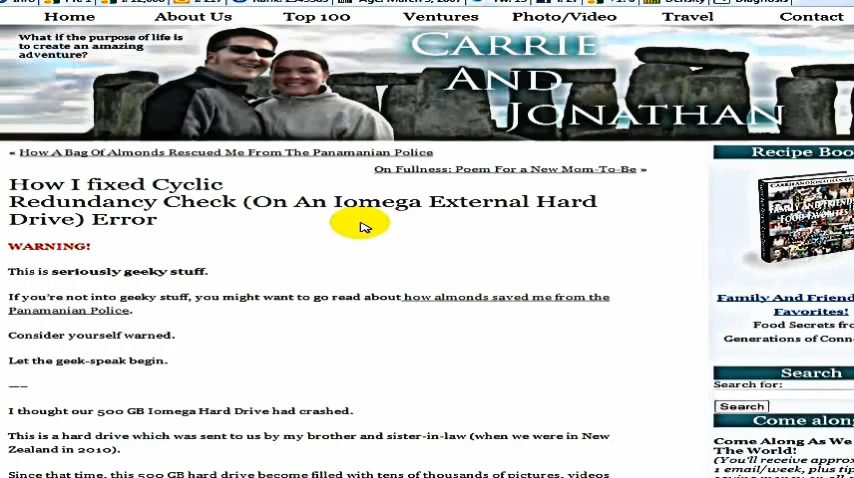 Home About Us Top 100 Ventures Photo/Video Travel Contact
What if the purpose of life is
to create an amazing
adventure?
CARRIE
AND
JONATHAN
« How A Bag Of Almonds Rescued Me From The Panamanian Police
On Fullness: Poem For a New Mom-To-Be »
How I fixed Cyclic
Redundancy Check (On An Iomega External Hard
Drive) Error
WARNING!
This is seriously geeky stuff.
If you're not into geeky stuff, you might want to go read about how almonds saved me from the
Panamanian Police.
Consider yourself warned.
Let the geek-speak begin.
—–
I thought our 500 GB Iomega Hard Drive had crashed.
This is a hard drive which was sent to us by my brother and sister-in-law (when we were in New
Zealand in 2010).
Since that time, this 500 GB hard drive become filled with tens of thousands of pictures, videos
Recipe Boo
FAMILY AND FRIEND
FOOD FAVORITES
Family And Friend
Favorites!
Food Secrets fro
Generations of Conn
Search
Search for:
Search
Come along
Come Along As We
The World!
(You'll receive approx
1 email/week, plus tip